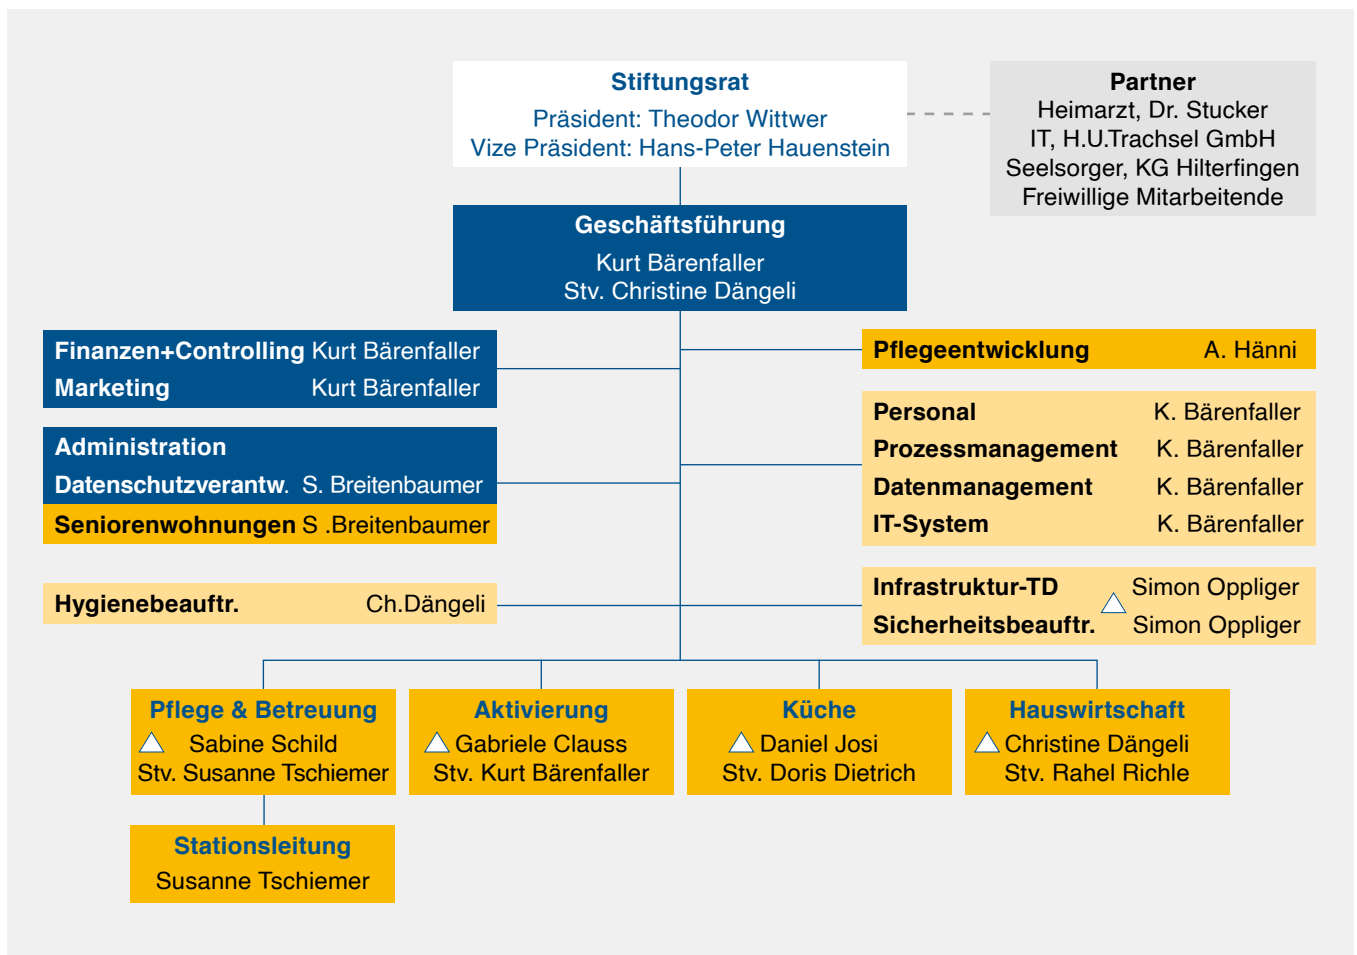 Stiftungsrat
Präsident: Theodor Wittwer
Vize Präsident: Hans-Peter Hauenstein
Partner
Heimarzt, Dr. Stucker
IT, H.U.Trachsel GmbH
Seelsorger, KG Hilterfingen
Freiwillige Mitarbeitende
Geschäftsführung
Kurt Bärenfaller
Stv. Christine Dängeli
Finanzen+Controlling Kurt Bärenfaller
Marketing Kurt Bärenfaller
Administration
Datenschutzverantw. S. Breitenbaumer
Seniorenwohnungen S .Breitenbaumer
Hygienebeauftr. Ch.Dängeli
Pflegeentwicklung A. Hänni
Personal K. Bärenfaller
Prozessmanagement K. Bärenfaller
Datenmanagement K. Bärenfaller
IT-System K. Bärenfaller
Infrastruktur-TD Simon Oppliger
Sicherheitsbeauftr. Simon Oppliger
Pflege & Betreuung
Sabine Schild
Stv. Susanne Tschiemer
Aktivierung
Gabriele Clauss
Stv. Kurt Bärenfaller
Küche
Daniel Josi
Stv. Doris Dietrich
Hauswirtschaft
Christine Dängeli
Stv. Rahel Richle
Stationsleitung
Susanne Tschiemer